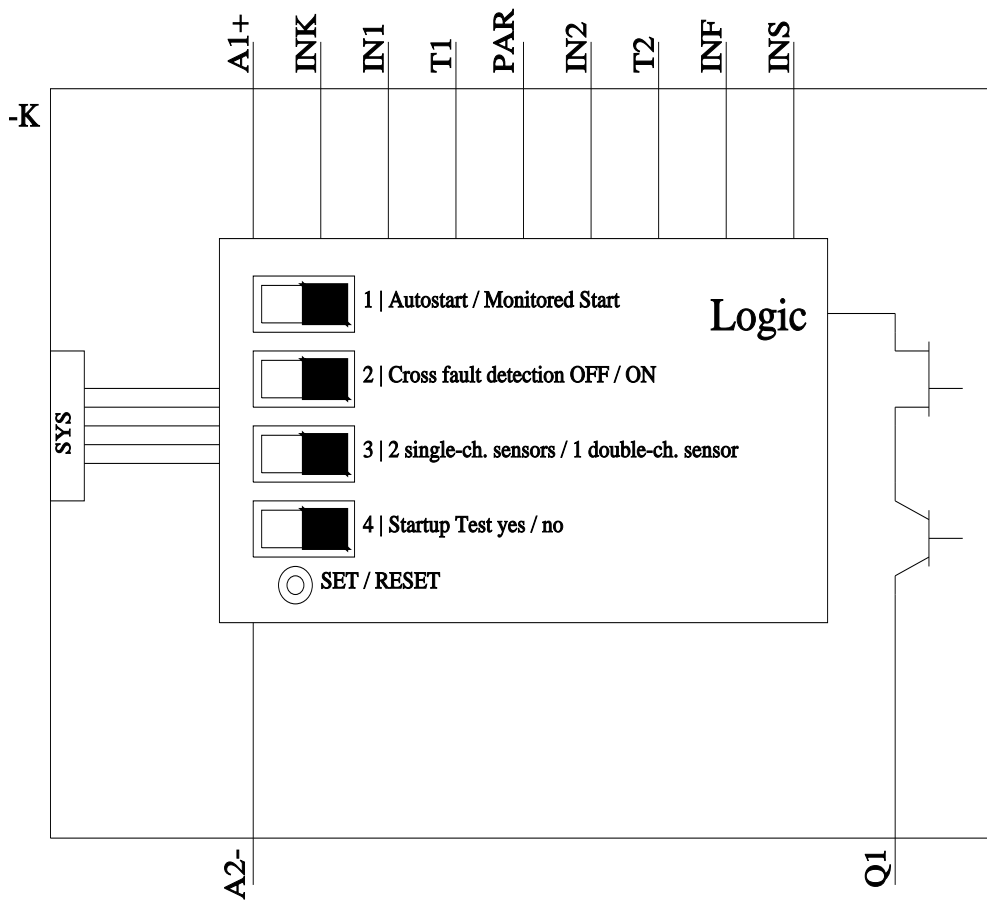 A1+
INK
IN1
T1
PAR
IN2
T2
INF
INS
-K
1 | Autostart / Monitored Start
Logic
2 | Cross fault detection OFF / ON
SYS
3 | 2 single-ch. sensors / 1 double-ch. sensor
4 | Startup Test yes / no
SET / RESET
A2-
Q1